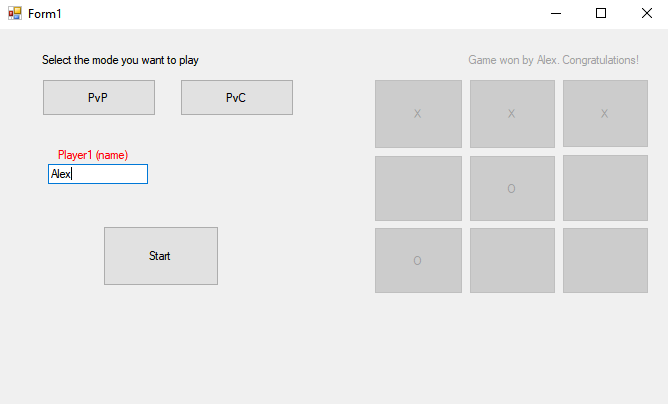 Form1
Select the mode you want to play
Game won by Alex. Congratulations!
PvP PvC
X X X
Player1 (name)
Alex
O
Start
O